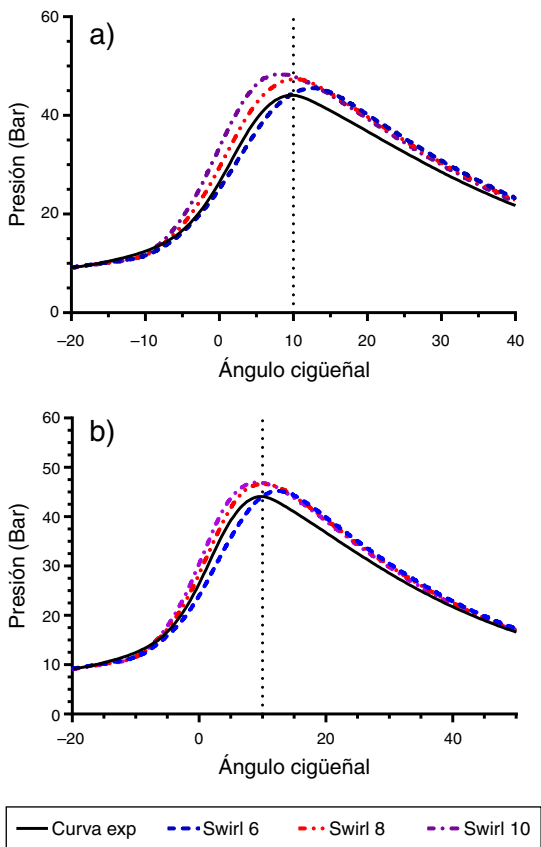 a)
60
40
20
0
Presión (Bar)
−20 −10 0 10 20 30 40
Ángulo cigüeñal
b)
60
50
40
30
20
10
0
Presión (Bar)
−20 0 20 40
Ángulo cigüeñal
Curva exp Swirl 6 Swirl 8 Swirl 10